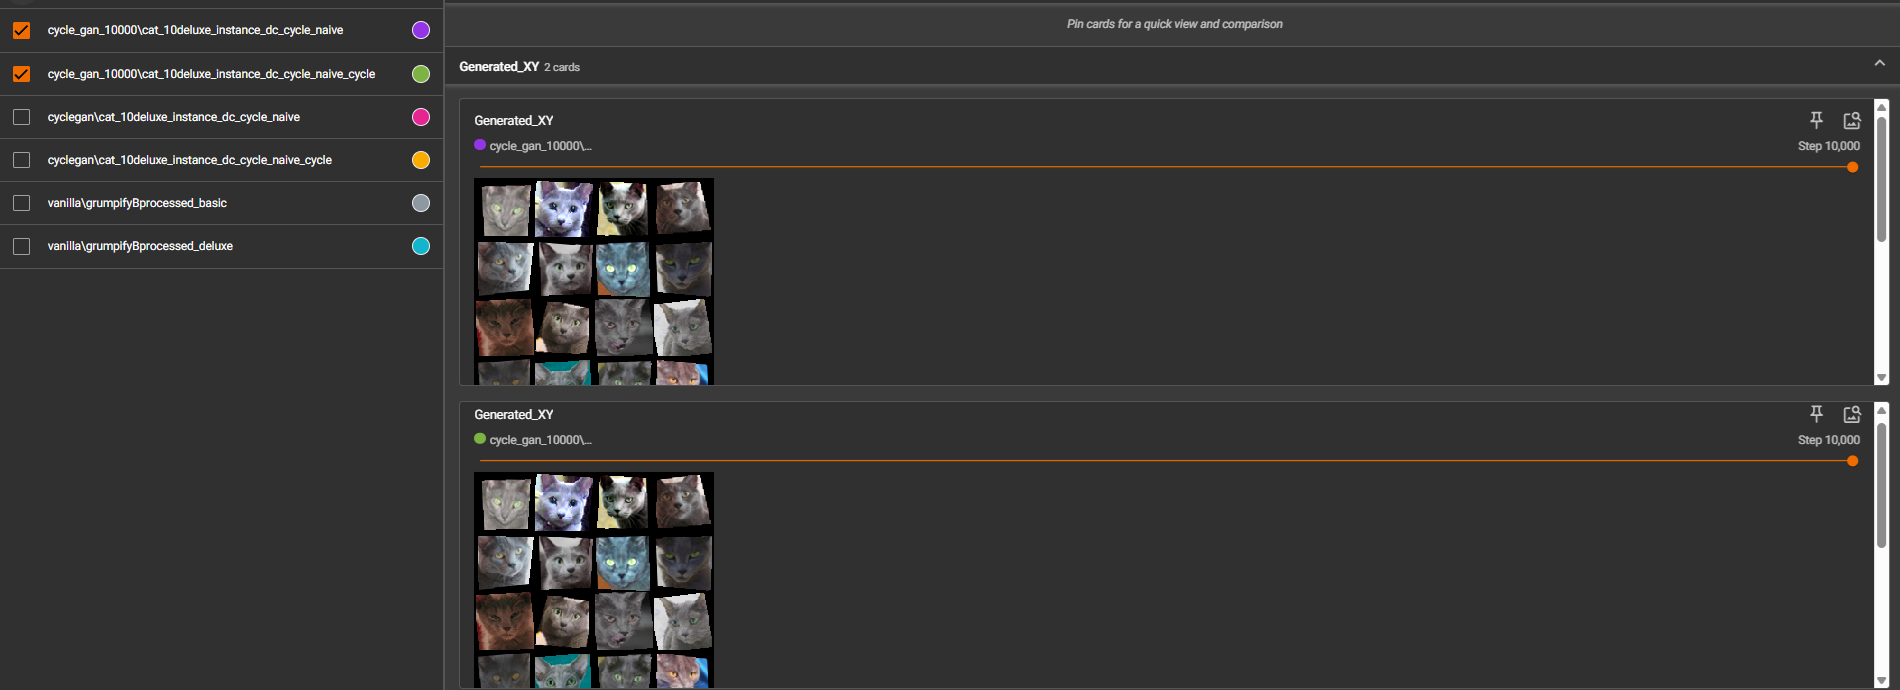 cycle_gan_10000\cat_10deluxe_instance_dc_cycle_naive
cycle_gan_10000\cat_10deluxe_instance_dc_cycle_naive_cycle
cyclegan\cat_10deluxe_instance_dc_cycle_naive
cyclegan\cat_10deluxe_instance_dc_cycle_naive_cycle
vanilla\grumpifyBprocessed_basic
vanilla\grumpifyBprocessed_deluxe
Pin cards for a quick view and comparison
Generated_XY 2 cards
Generated_XY
cycle_gan_10000\... Step 10,000
Generated_XY
cycle_gan_10000\... Step 10,000